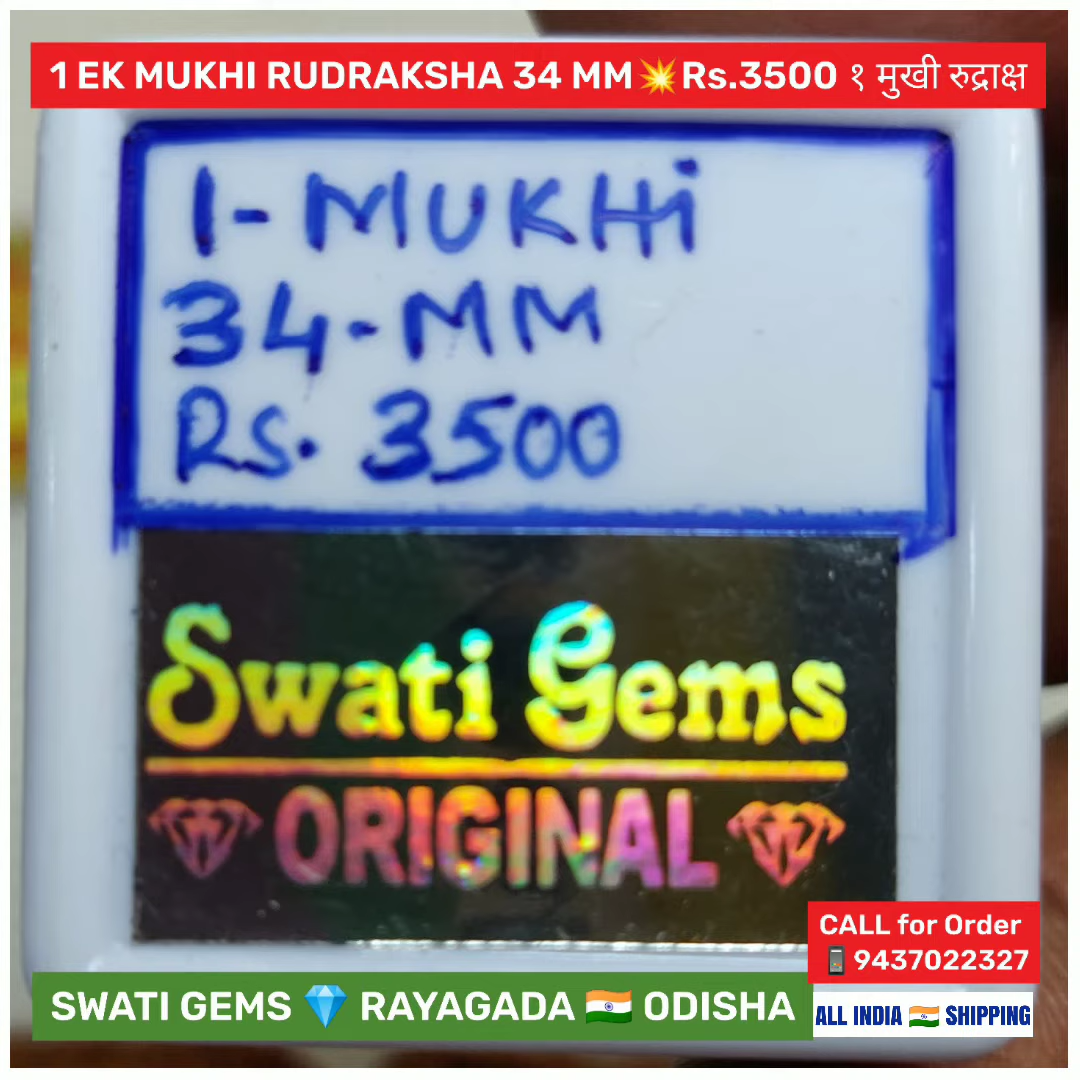 1 EK MUKHI RUDRAKSHA 34 MM💥Rs.3500 १ मुखी रुद्राक्ष
1-MUKHi
34-MM
RS. 3500
Swati Gems
ORIGINAL
CALL for Order
📱9437022327
SWATI GEMS 💎 RAYAGADA 🇮🇳 ODISHA
ALL INDIA 🇮🇳 SHIPPING